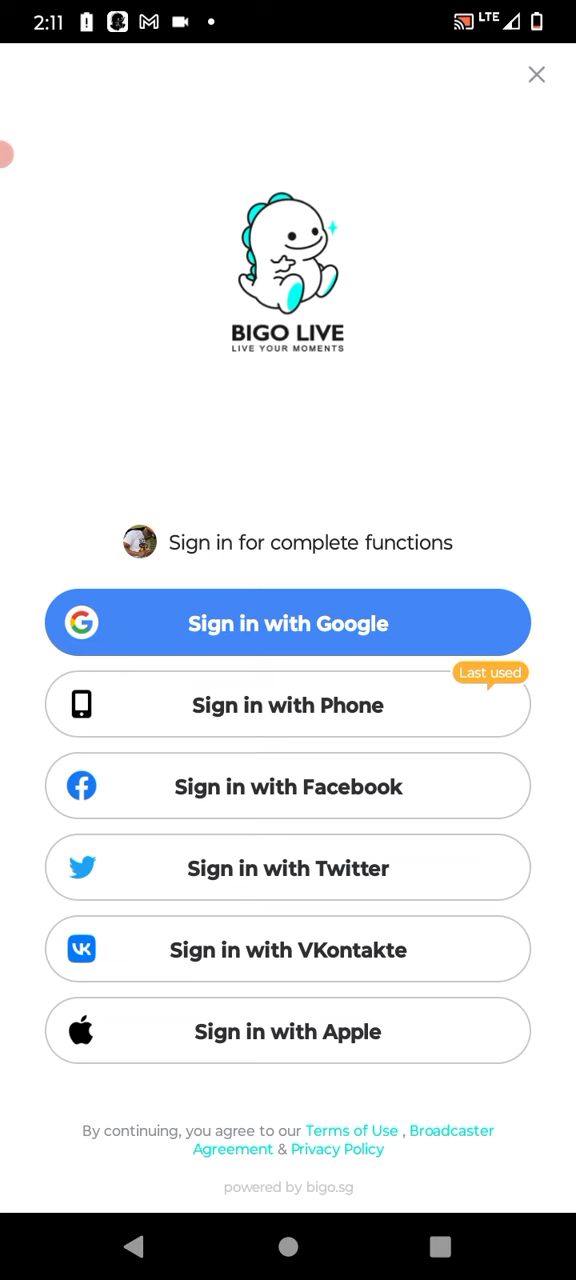 2:11
LTE
BIGO LIVE
LIVE YOUR MOMENTS
Sign in for complete functions
Sign in with Google
Last used
Sign in with Phone
Sign in with Facebook
Sign in with Twitter
Sign in with VKontakte
Sign in with Apple
By continuing, you agree to our Terms of Use , Broadcaster
Agreement & Privacy Policy
powered by bigo.sg